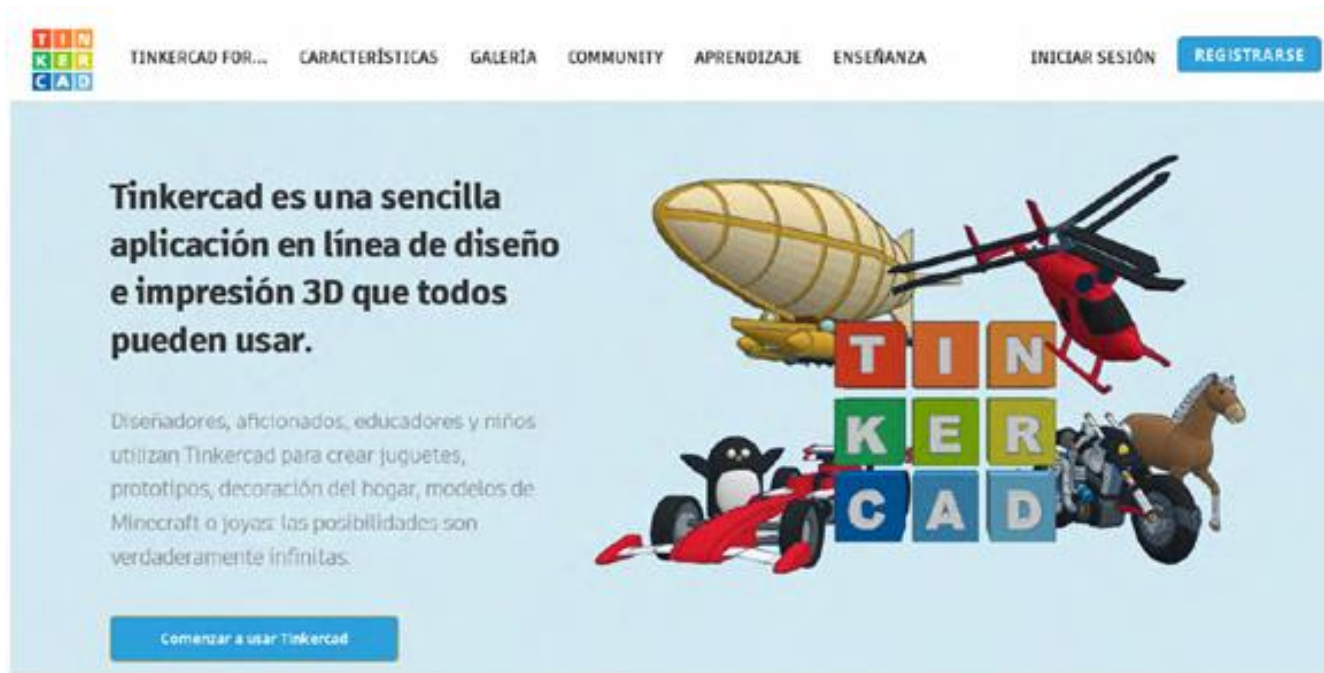 TIN
KER
CAD
TINKERCAD FOR... CARACTERÍSTICAS GALERÍA COMMUNITY APRENDIZAJE ENSEÑANZA INICIAR SESIÓN REGISTRARSE
Tinkercad es una sencilla
aplicación en línea de diseño
e impresión 3D que todos
pueden usar.
Diseñadores, aficionados, educadores y niños
utilizan Tinkercad para crear juguetes,
prototipos, decoración del hogar, modelos de
Minecraft o joyas: las posibilidades son
verdaderamente infinitas.
Comenzar a usar Tinkercad
TIN
KER
CAD